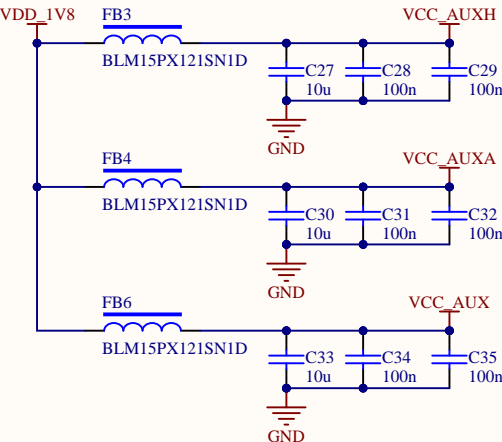 VDD_1V8
FB3
VCC_AUXH
BLM15PX121SN1D
C27
10u
C28
100n
C29
100n
GND
FB4
VCC_AUXA
BLM15PX121SN1D
C30
10u
C31
100n
C32
100n
GND
FB6
VCC_AUX
BLM15PX121SN1D
C33
10u
C34
100n
C35
100n
GND